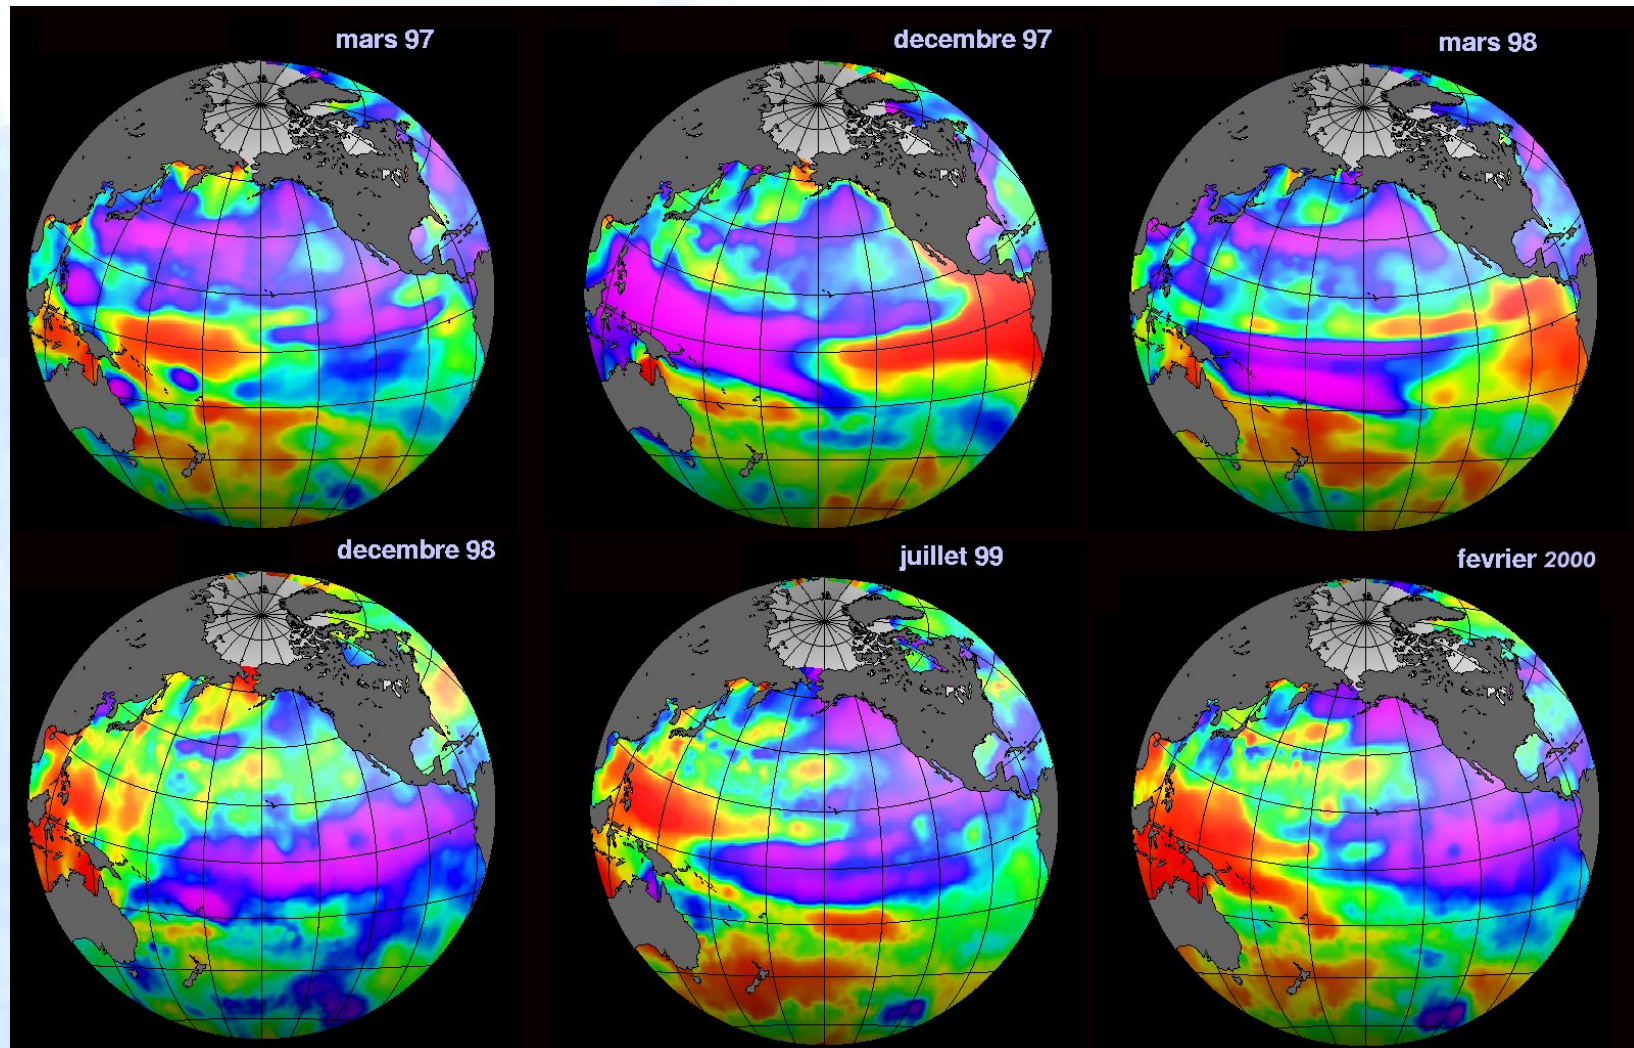 mars 97
decembre 97
mars 98
decembre 98
juillet 99
fevrier 2000